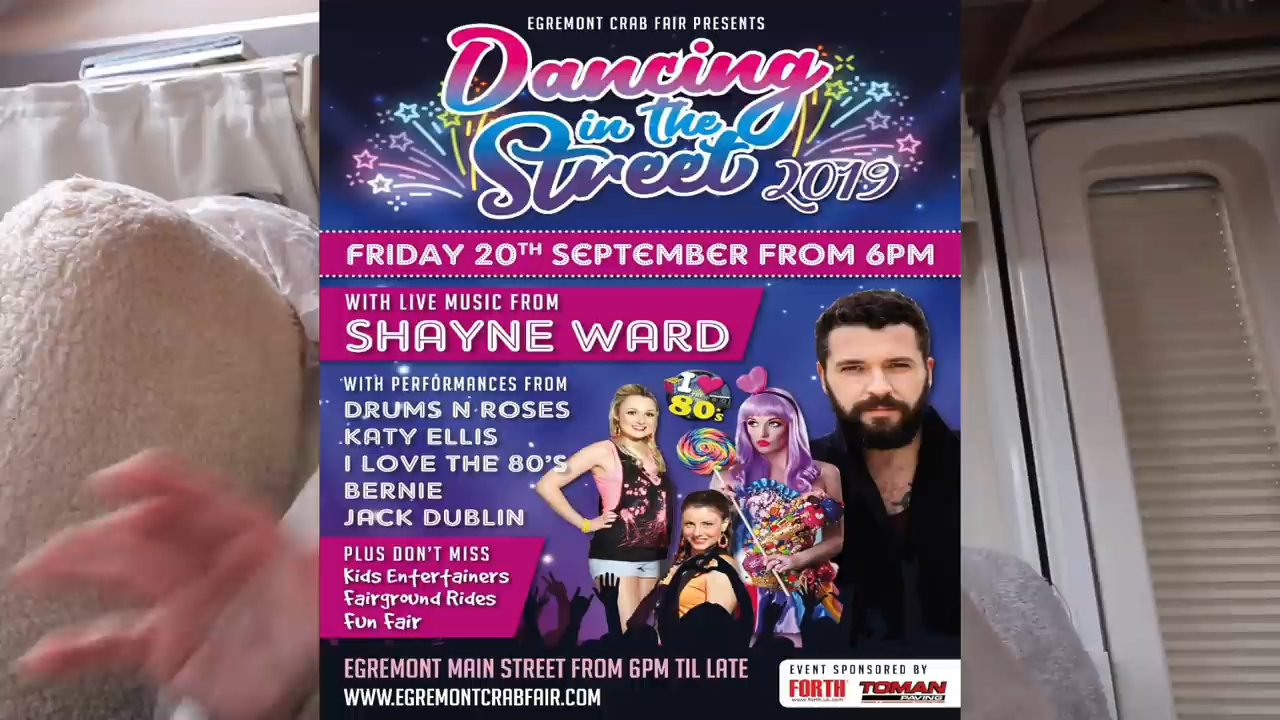 EGREMONT CRAB FAIR PRESENTS
Dancing
in the
Street 2019
FRIDAY 20TH SEPTEMBER FROM 6PM
WITH LIVE MUSIC FROM
SHAYNE WARD
WITH PERFORMANCES FROM
DRUMS N ROSES
KATY ELLIS
I LOVE THE 80'S
BERNIE
JACK DUBLIN
I ♥
80's
PLUS DON'T MISS
Kids Entertainers
Fairground Rides
Fun Fair
EGREMONT MAIN STREET FROM 6PM TIL LATE
WWW.EGREMONTCRABFAIR.COM
EVENT SPONSORED BY
FORTH
TOMAN
PAVING